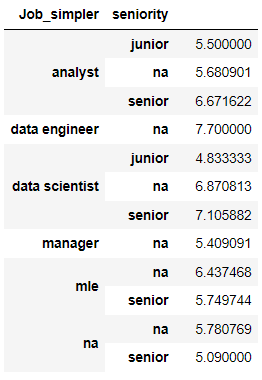 Job_simpler seniority
junior 5.500000
analyst na 5.680901
senior 6.671622
data engineer na 7.700000
junior 4.833333
data scientist na 6.870813
senior 7.105882
manager na 5.409091
mle na 6.437468
senior 5.749744
na na 5.780769
senior 5.090000